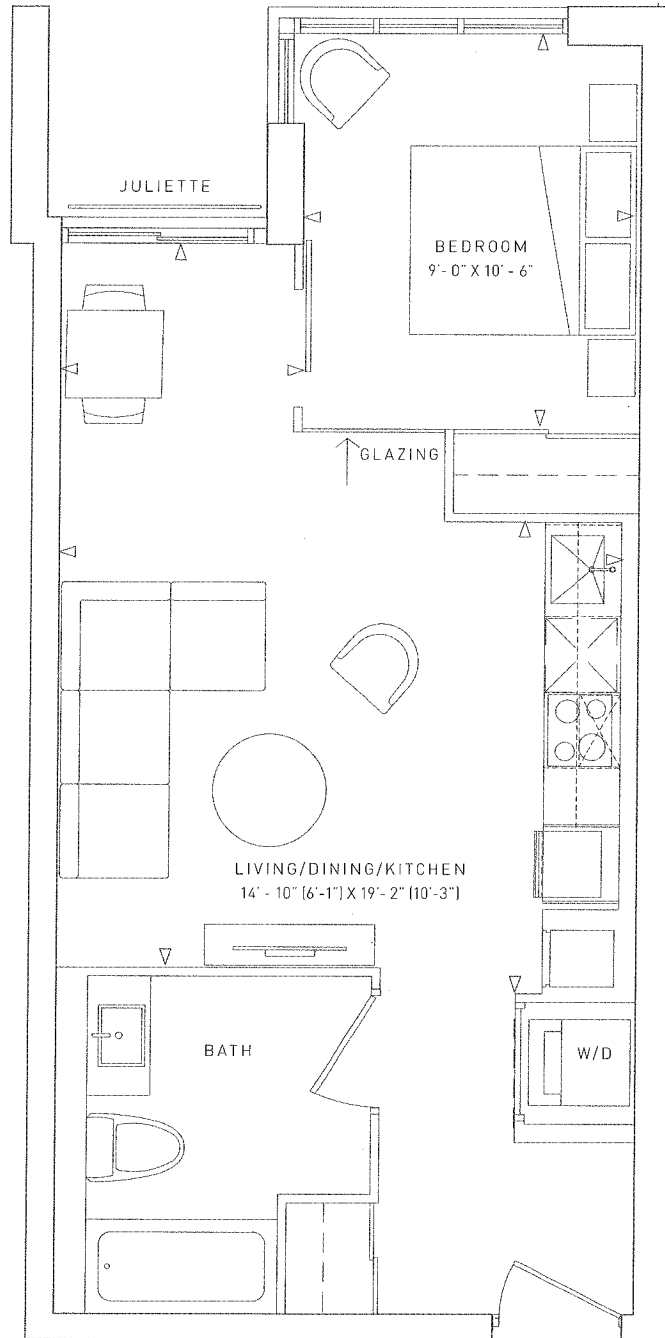 JULIETTE
BEDROOM
9'- 0" X 10' - 6"
GLAZING
LIVING/DINING/KITCHEN
14' - 10" (6'-1") X 19'- 2" (10'-3")
BATH
W/D